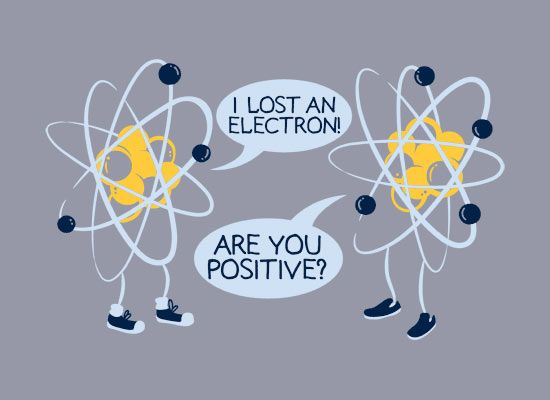 I LOST AN
ELECTRON!
ARE YOU
POSITIVE?